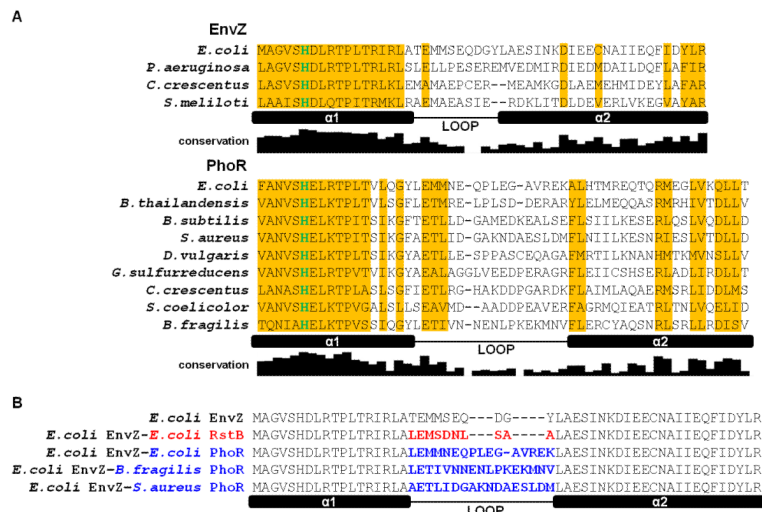 A
EnvZ
E.coli MAGVSHDLRTPLTRIRLATEMMSEQDGYLAESINKDIEECNAIIEQFIDYLR
P.aeruginosa LAGVSHDLRTPLTRLRLSLELLPESEREMVEDMIRDIEDMDAILDQFLAFIR
C.crescentus LASVSHDLRTPLTRLKLEMAMAEPCER--MEAMKGDLAEMEHMIDEYLAFAR
S.meliloti LAAISHDLQTPITRMKLRAEMAEASIE--RDKLITDLDEVERLVKEGVAYAR
α1 LOOP α2
conservation
PhoR
E.coli FANVSHELRTPLTVLQGYLEMMNE-QPLEG-AVREKALHTMREQTQRMEGLVKQLLT
B.thailandensis VANVSHELRTPLTVLSGFLETMRE-LPLSD-DERARYLELMEQQASRMRHIVTDLLV
B.subtilis VANVSHELKTPITSIKGFTETLLD-GAMEDKEALSEFLSIILKESERLQSLVQDLLD
S.aureus VANVSHELKTPITSIKGFAETLID-GAKNDAESLDMFLNIILKESNRIESLVTDLLD
D.vulgaris VANVSHELKTPLTSIKGYAETLLE-SPPASCEQAGAFMRTILKNANHMTKMVNSLLV
G.sulfurreducens VANVSHELRTPVTVIKGYAEALAGGLVEEDPERAGRFLEIICSHSERLADLIRDLLT
C.crescentus LANASHELRTPLASLSGFIETLRG-HAKDDPGARDKFLAIMLAQAERMSRLIDDLMS
S.coelicolor VANVSHELKTPVGALSLLSEAVMD-AADDPEAVERFAGRMQIEATRLTNLVQELID
B.fragilis TQNIAHELKTPVSSIQGYLETIVN-NENLPKEKMNVFLERCYAQSNRLSRLLRDISV
α1 LOOP α2
conservation
B
E.coli EnvZ MAGVSHDLRTPLTRIRLATEMMSEQ---DG----YLAESINKDIEECNAIIEQFIDYLR
E.coli EnvZ-E.coli RstB MAGVSHDLRTPLTRIRLALEMSDNL---SA----ALAESINKDIEECNAIIEQFIDYLR
E.coli EnvZ-E.coli PhoR MAGVSHDLRTPLTRIRLALEMMNEQPLEG-AVREKLAESINKDIEECNAIIEQFIDYLR
E.coli EnvZ-B.fragilis PhoR MAGVSHDLRTPLTRIRLALETIVNNENLPKEKMNVLAESINKDIEECNAIIEQFIDYLR
E.coli EnvZ-S.aureus PhoR MAGVSHDLRTPLTRIRLAAETLIDGAKNDAESLDMLAESINKDIEECNAIIEQFIDYLR
α1 LOOP α2